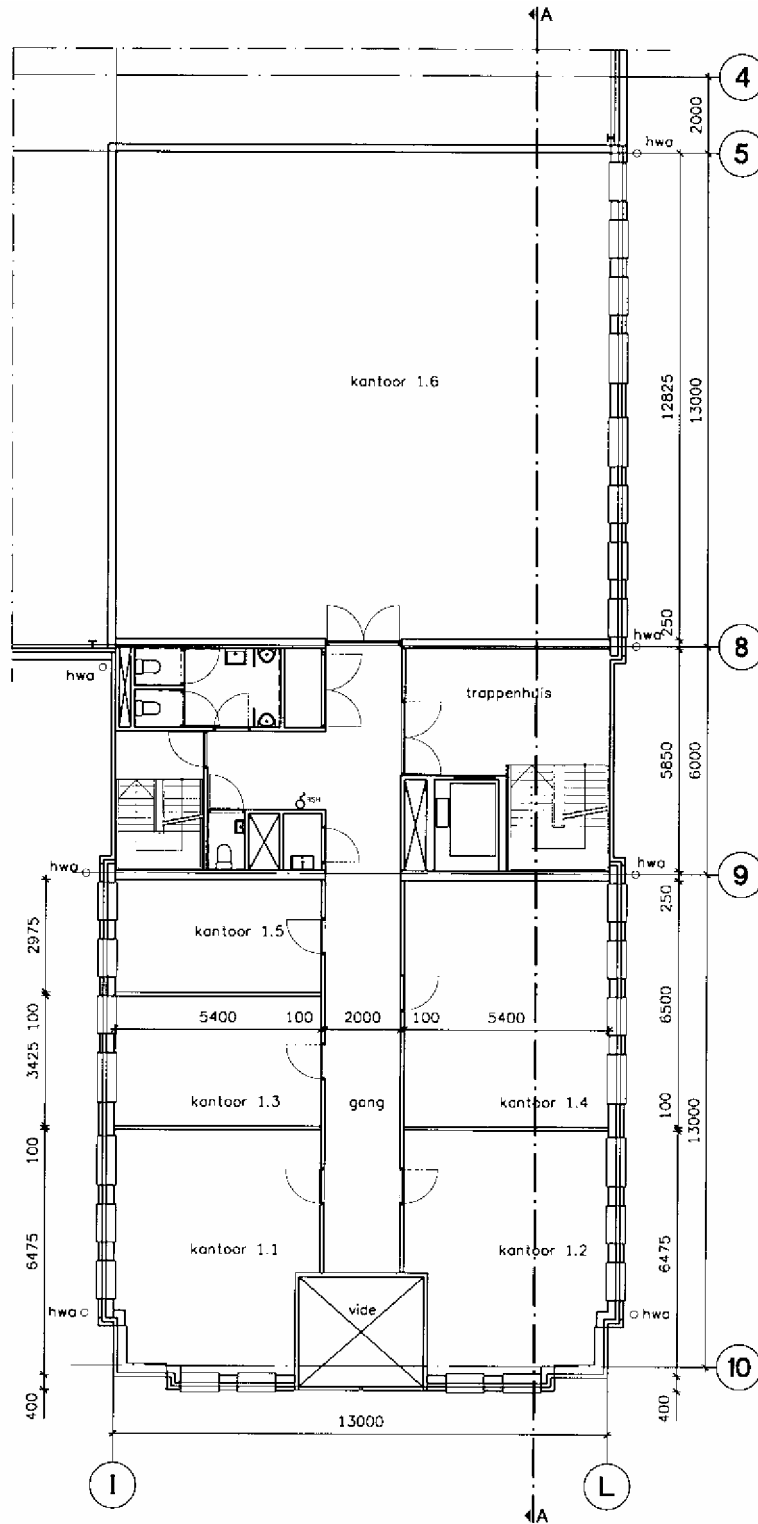 A
4
2000
hwa
5
kantoor 1.6
12825
13000
250
hwa
8
hwa
trappenhuis
5850
6000
hwa
hwa
9
kantoor 1.5
2975
250
5400 100 2000 100 5400
100
6500
3425
kantoor 1.3
gang
kantoor 1.4
100
100
13000
kantoor 1.1
kantoor 1.2
6475
6475
hwa
vide
hwa
10
400
400
13000
I
L
A